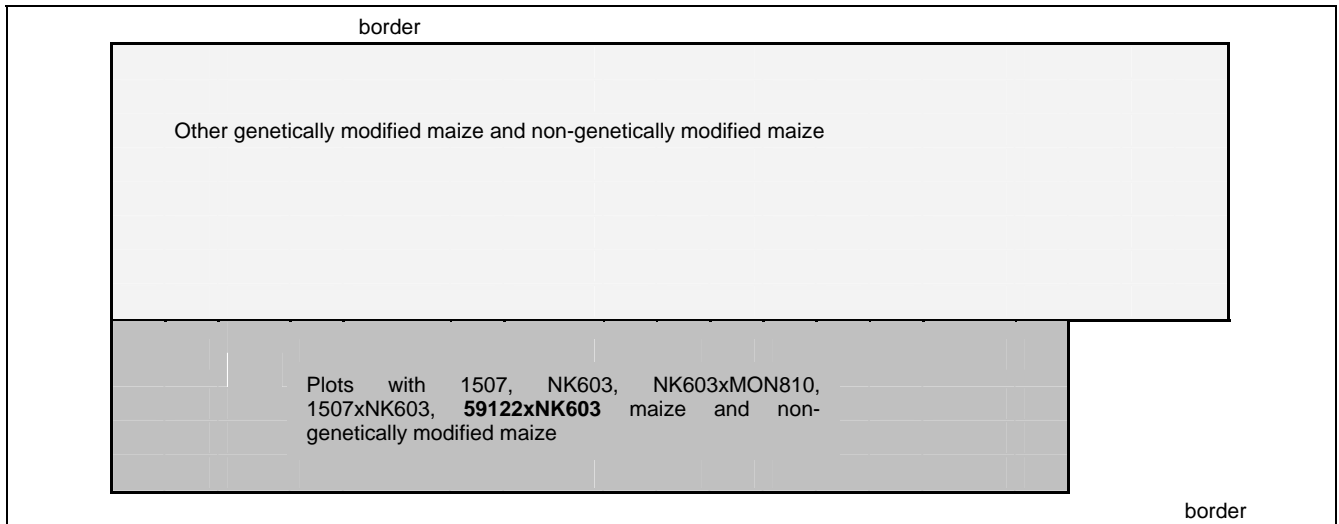 border
Other genetically modified maize and non-genetically modified maize
Plots with 1507, NK603, NK603xMON810,
1507xNK603, 59122xNK603 maize and non-
genetically modified maize
border